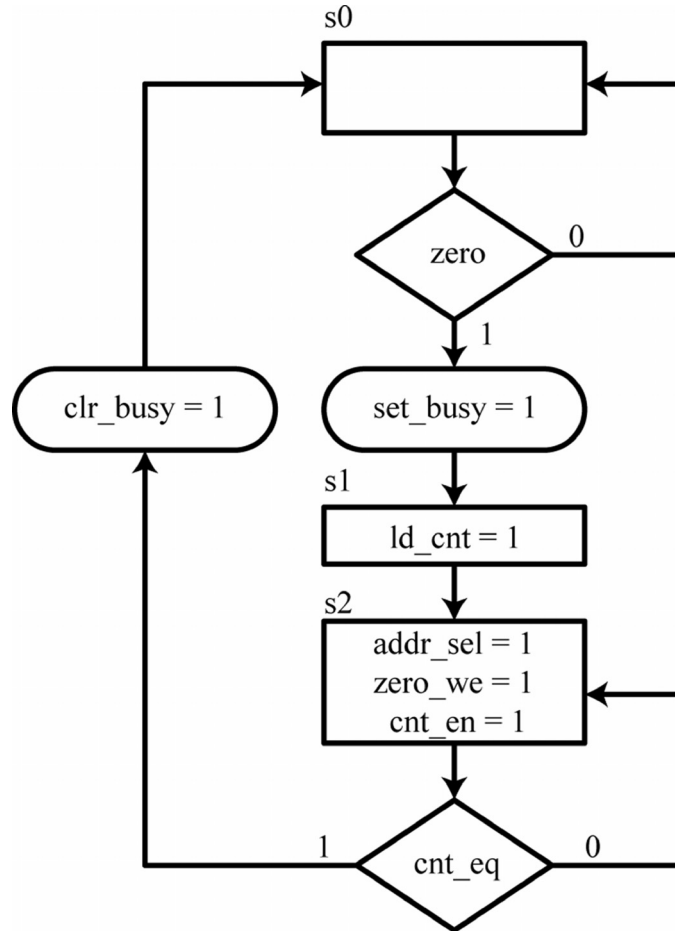 s0
zero
0
1
clr_busy = 1
set_busy = 1
s1
ld_cnt = 1
s2
addr_sel = 1
zero_we = 1
cnt_en = 1
1
cnt_eq
0